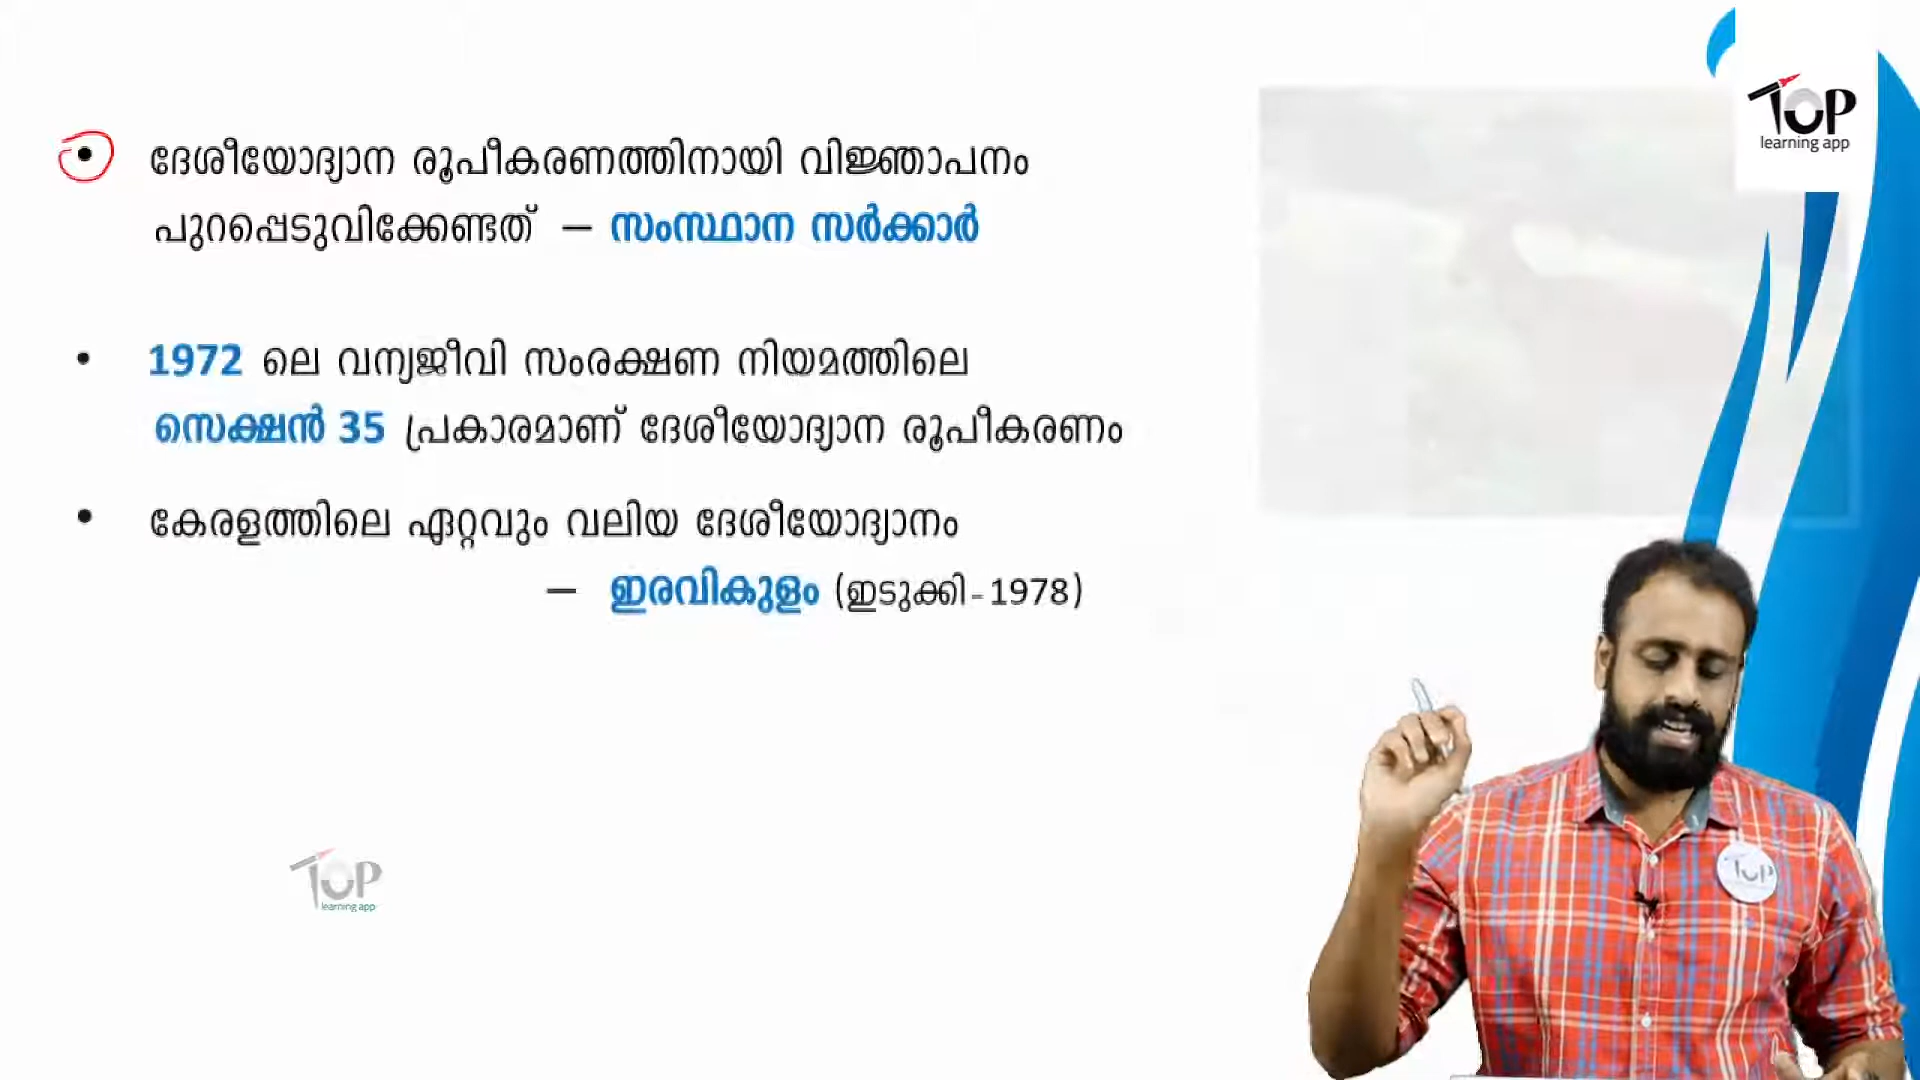 TOP
learning app
• ദേശീയോദ്യാന രൂപീകരണത്തിനായി വിജ്ഞാപനം
പുറപ്പെടുവിക്കേണ്ടത് – സംസ്ഥാന സർക്കാർ
• 1972 ലെ വന്യജീവി സംരക്ഷണ നിയമത്തിലെ
സെക്ഷൻ 35 പ്രകാരമാണ് ദേശീയോദ്യാന രൂപീകരണം
• കേരളത്തിലെ ഏറ്റവും വലിയ ദേശീയോദ്യാനം
– ഇരവികുളം (ഇടുക്കി-1978)
TOP
learning app
TOP